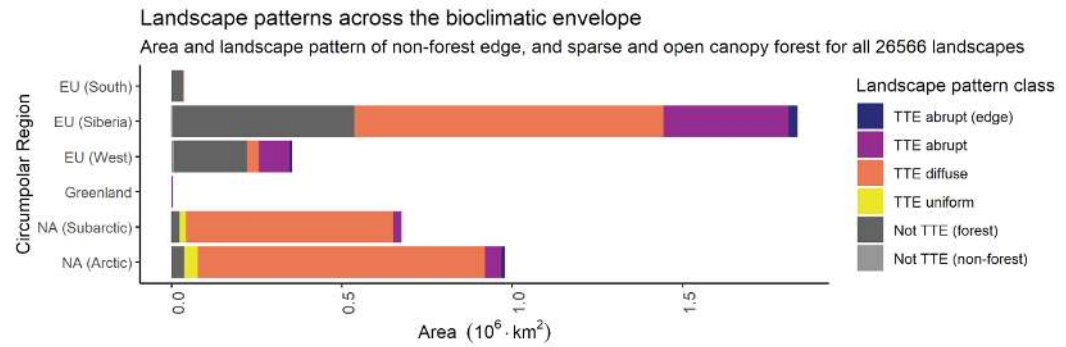 Landscape patterns across the bioclimatic envelope
Area and landscape pattern of non-forest edge, and sparse and open canopy forest for all 26566 landscapes
Circumpolar Region
EU (South)
EU (Siberia)
EU (West)
Greenland
NA (Subarctic)
NA (Arctic)
0.0
0.5
1.0
1.5
Area (10⁶ · km²)
Landscape pattern class
TTE abrupt (edge)
TTE abrupt
TTE diffuse
TTE uniform
Not TTE (forest)
Not TTE (non-forest)